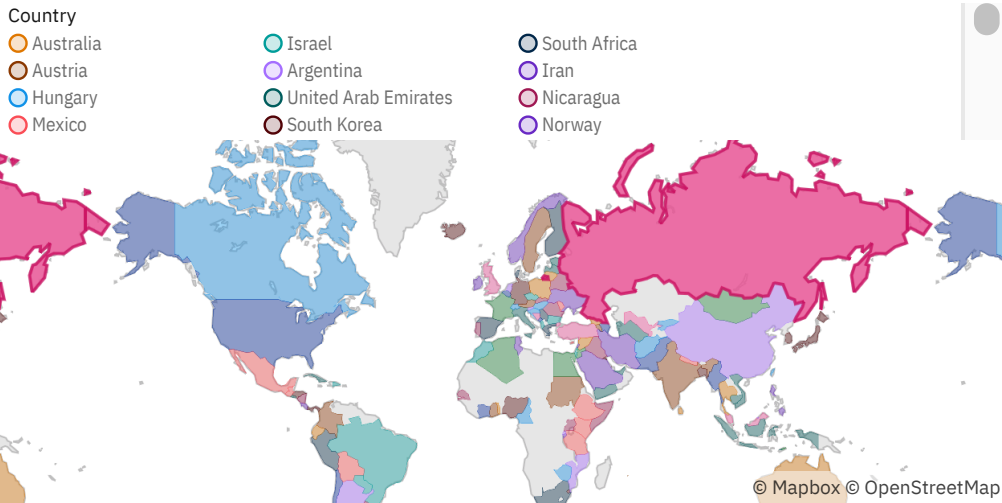 Country
Australia
Austria
Hungary
Mexico
Israel
Argentina
United Arab Emirates
South Korea
South Africa
Iran
Nicaragua
Norway
© Mapbox © OpenStreetMap